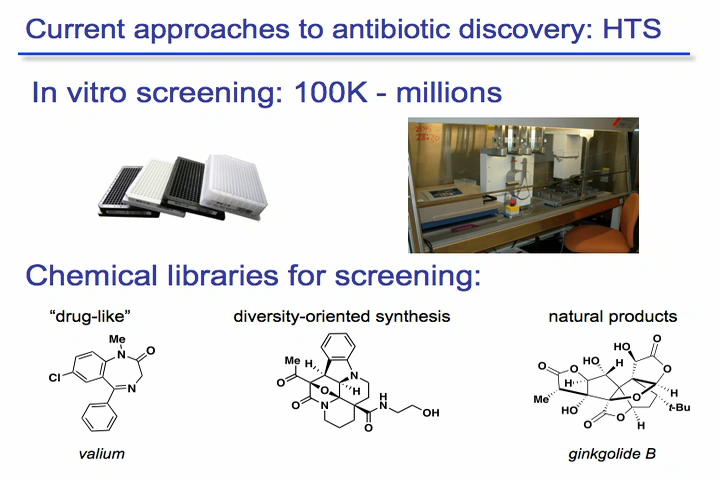 Current approaches to antibiotic discovery: HTS
In vitro screening: 100K - millions
Chemical libraries for screening:
“drug-like”
diversity-oriented synthesis
natural products
Me
N
O
Cl
N
Me
H
N
O
O
H
O
N
H
N
OH
O
HO
O
O
HO
H
O
H
O
Me
HO
O
H
t-Bu
O
O
H
valium
ginkgolide B